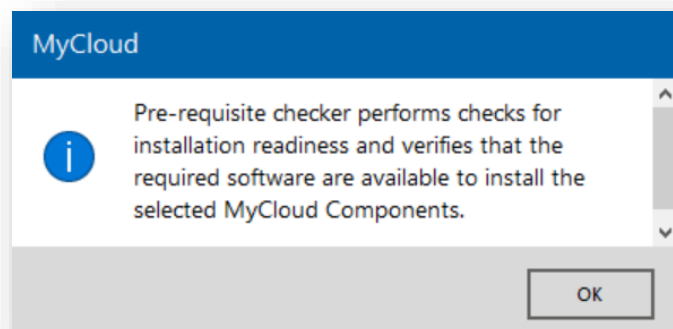 MyCloud
Pre-requisite checker performs checks for
installation readiness and verifies that the
required software are available to install the
selected MyCloud Components.
OK